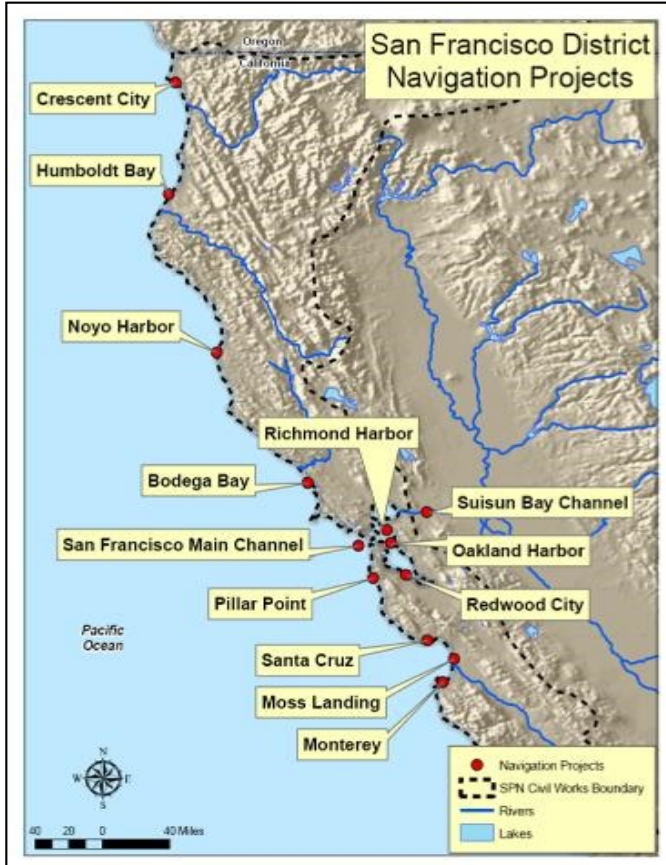 Oregon
California
San Francisco District
Navigation Projects
Crescent City
Humboldt Bay
Noyo Harbor
Richmond Harbor
Bodega Bay
Suisun Bay Channel
San Francisco Main Channel
Oakland Harbor
Pillar Point
Redwood City
Pacific
Ocean
Santa Cruz
Moss Landing
Monterey
N
W E
S
Navigation Projects
SPN Civil Works Boundary
Rivers
Lakes
40 20 0 40 Miles